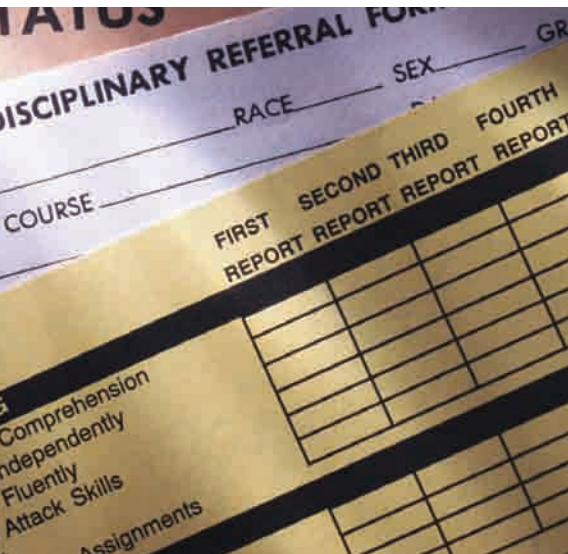 TATUS
DISCIPLINARY REFERRAL FORM
RACE SEX GR
COURSE
FIRST SECOND THIRD FOURTH
REPORT REPORT REPORT REPORT
Comprehension
Independently
Fluently
Attack Skills
Assignments